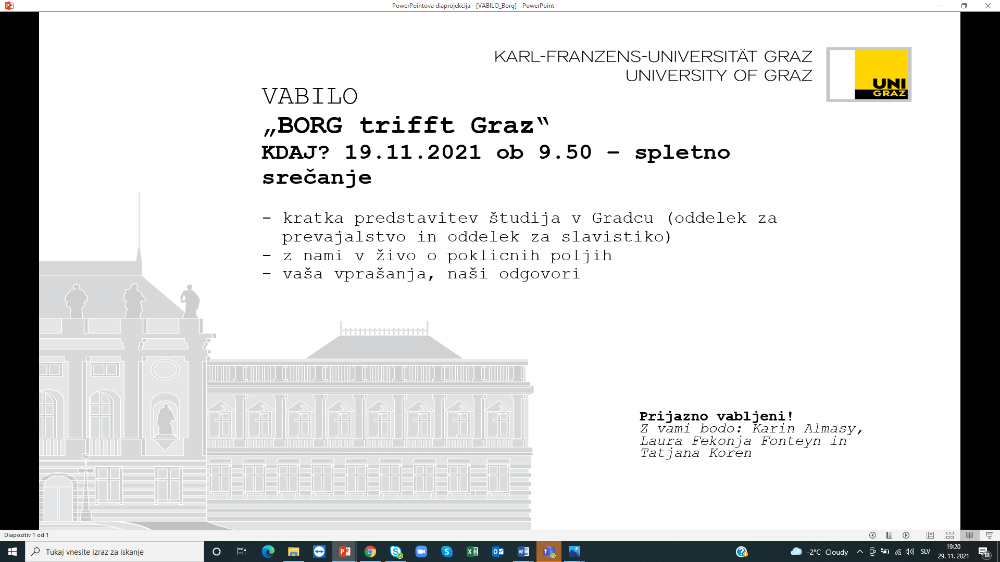 PowerPointova diaprojekcija - [VABILO_Borg] - PowerPoint
KARL-FRANZENS-UNIVERSITÄT GRAZ
UNIVERSITY OF GRAZ
UNI
GRAZ
VABILO
„BORG trifft Graz“
KDAJ? 19.11.2021 ob 9.50 – spletno
srečanje
- kratka predstavitev študija v Gradcu (oddelek za
prevajalstvo in oddelek za slavistiko)
- z nami v živo o poklicnih poljih
- vaša vprašanja, naši odgovori
Prijazno vabljeni!
Z vami bodo: Karin Almasy,
Laura Fekonja Fonteyn in
Tatjana Koren
Diapozitiv 1 od 1
Tukaj vnesite izraz za iskanje
-2°C Cloudy
SLV
19:20
29. 11. 2021
18